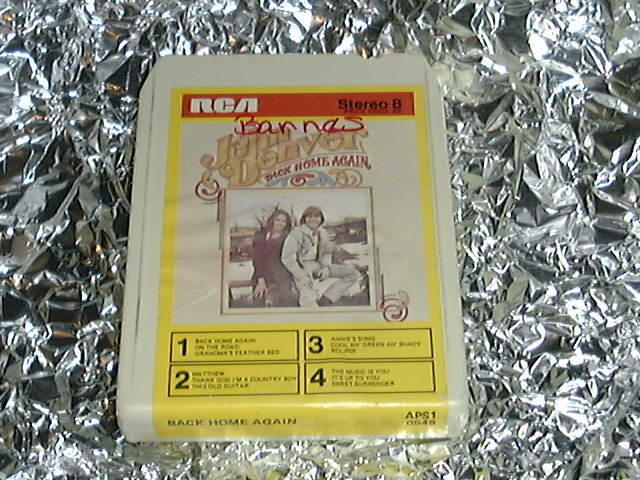 RCA Stereo 8
Barnes
John
Denver
BACK HOME AGAIN
1
BACK HOME AGAIN
ON THE ROAD
GRANDMA'S FEATHER BED
3
ANNIE'S SONG
COOL AN' GREEN AN' SHADY
ECLIPSE
2
MATTHEW
THANK GOD I'M A COUNTRY BOY
THIS OLD GUITAR
4
THE MUSIC IS YOU
IT'S UP TO YOU
SWEET SURRENDER
BACK HOME AGAIN
APS1
0548